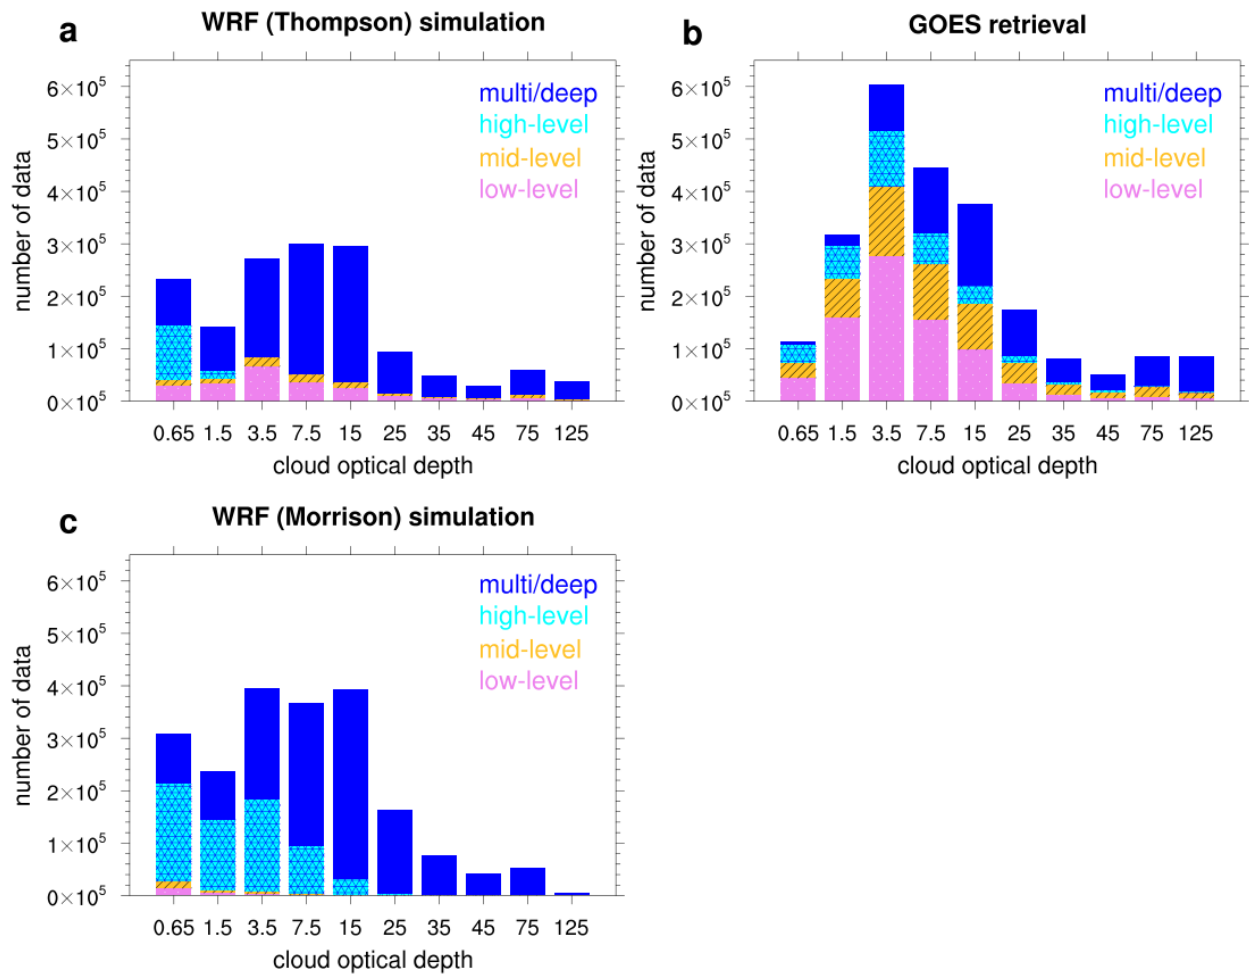 a
WRF (Thompson) simulation
number of data
6×10⁵
5×10⁵
4×10⁵
3×10⁵
2×10⁵
1×10⁵
0×10⁵
multi/deep
high-level
mid-level
low-level
0.65 1.5 3.5 7.5 15 25 35 45 75 125
cloud optical depth
b
GOES retrieval
number of data
6×10⁵
5×10⁵
4×10⁵
3×10⁵
2×10⁵
1×10⁵
0×10⁵
multi/deep
high-level
mid-level
low-level
0.65 1.5 3.5 7.5 15 25 35 45 75 125
cloud optical depth
c
WRF (Morrison) simulation
number of data
6×10⁵
5×10⁵
4×10⁵
3×10⁵
2×10⁵
1×10⁵
0×10⁵
multi/deep
high-level
mid-level
low-level
0.65 1.5 3.5 7.5 15 25 35 45 75 125
cloud optical depth